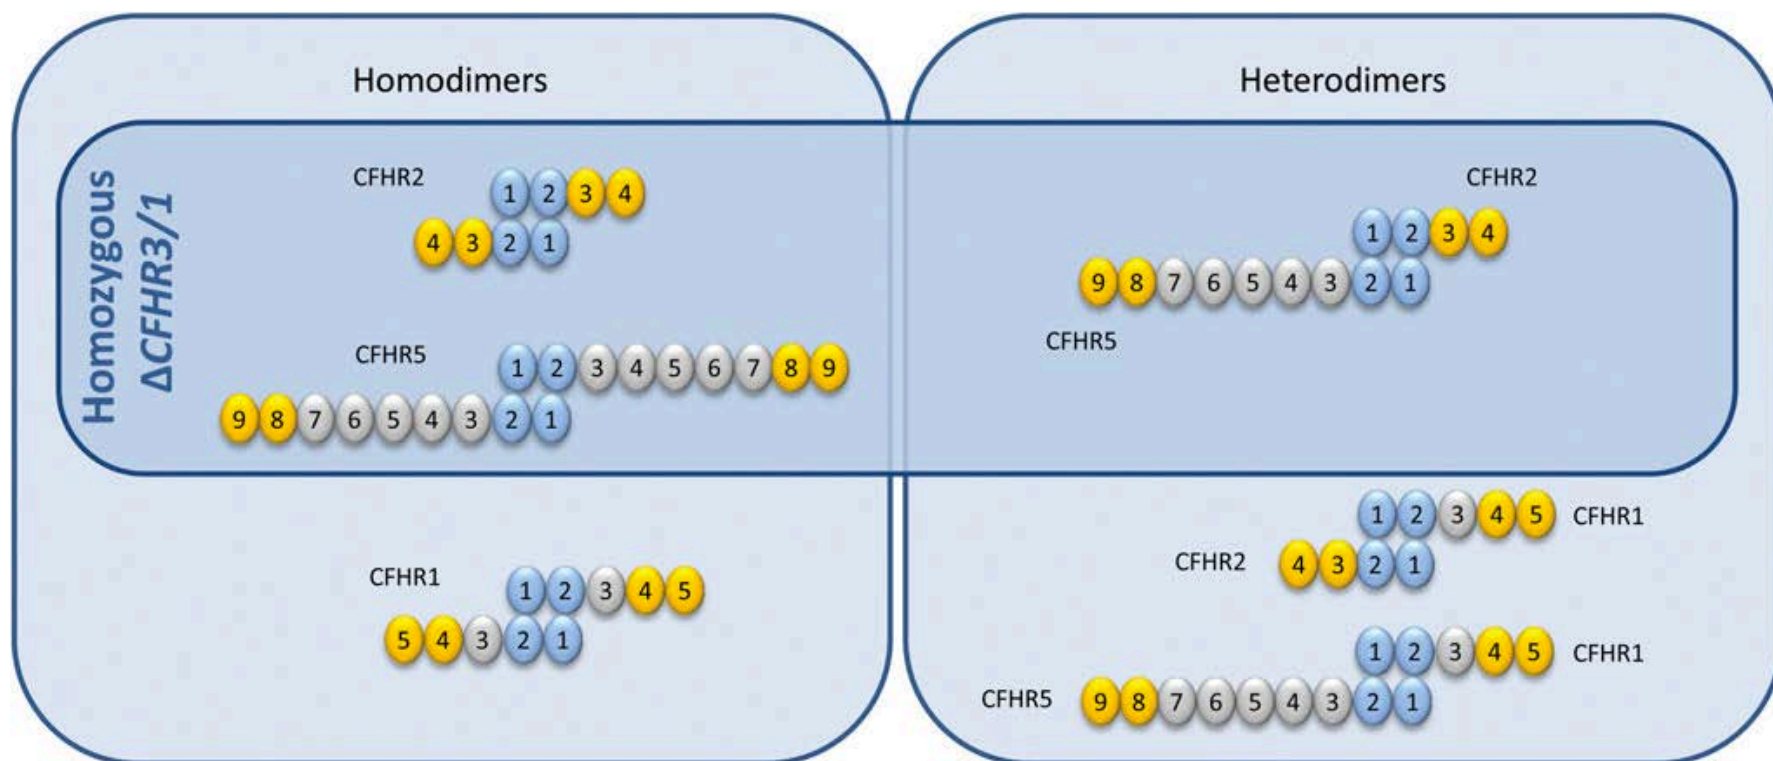 Homodimers
Heterodimers
Homozygous
ΔCFHR3/1
CFHR2
1 2 3 4
4 3 2 1
CFHR5
1 2 3 4 5 6 7 8 9
9 8 7 6 5 4 3 2 1
CFHR1
1 2 3 4 5
5 4 3 2 1
CFHR2
1 2 3 4
9 8 7 6 5 4 3 2 1
CFHR5
1 2 3 4 5 CFHR1
CFHR2 4 3 2 1
1 2 3 4 5 CFHR1
CFHR5 9 8 7 6 5 4 3 2 1